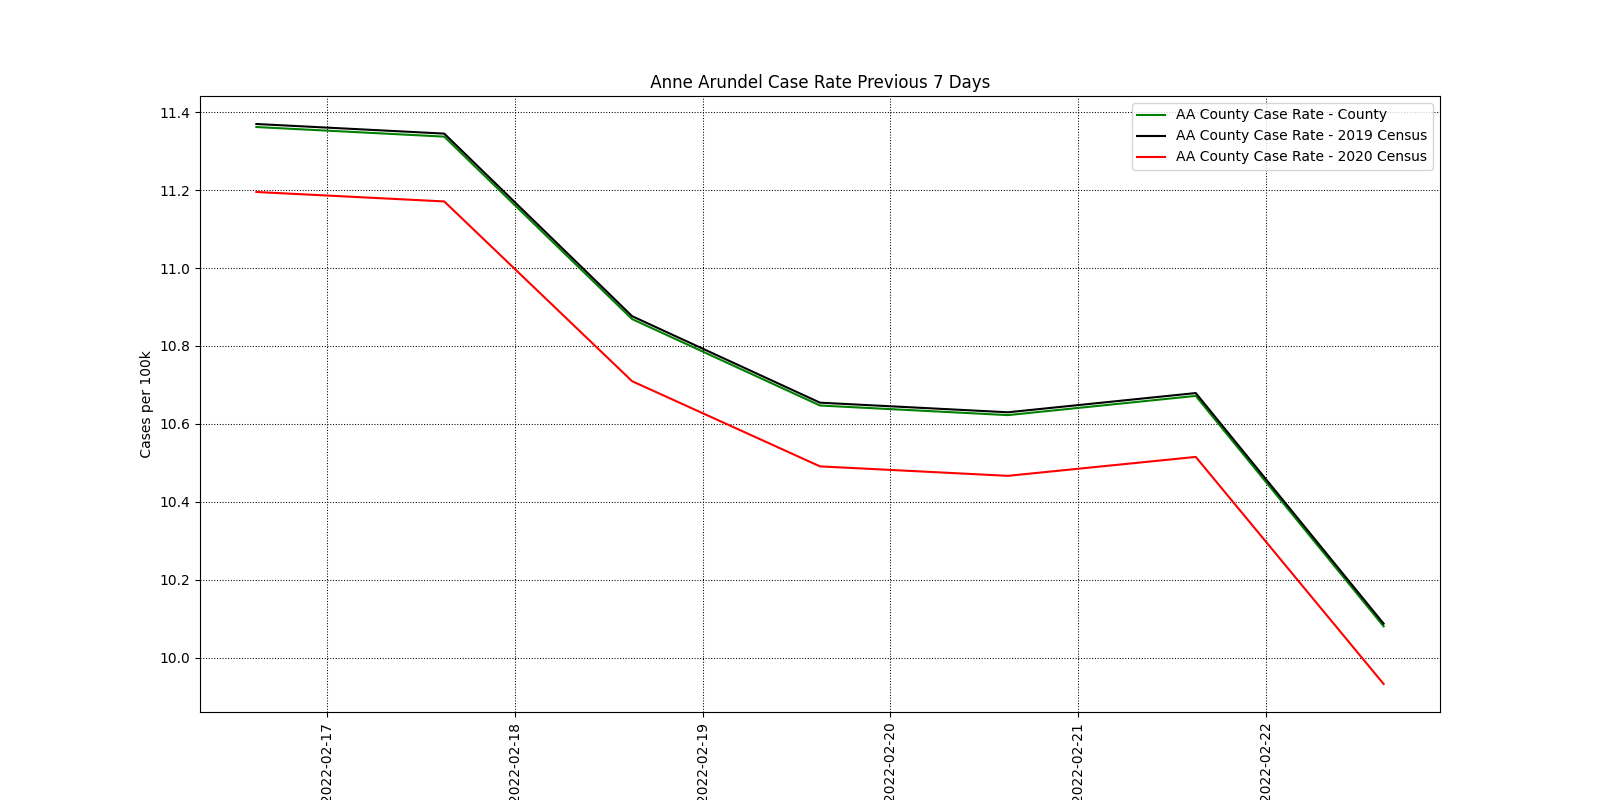 Anne Arundel Case Rate Previous 7 Days
AA County Case Rate - County
AA County Case Rate - 2019 Census
AA County Case Rate - 2020 Census
Cases per 100k
11.4
11.2
11.0
10.8
10.6
10.4
10.2
10.0
2022-02-17
2022-02-18
2022-02-19
2022-02-20
2022-02-21
2022-02-22